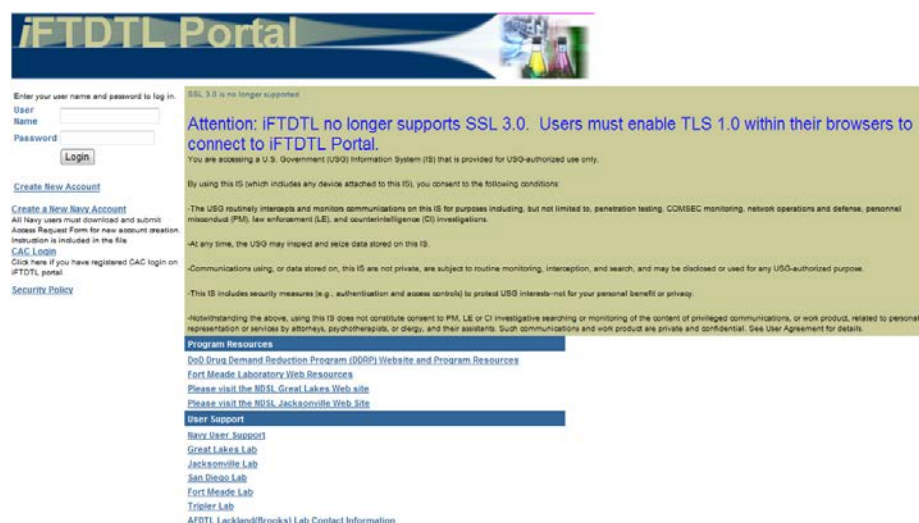 iFTDTL Portal
Enter your user name and password to log in.
User
Name
Password
Login
Create New Account
Create a New Navy Account
All Navy users must download and submit
Access Request Form for new account creation.
Instruction is included in the file
CAC Login
Click here if you have registered CAC login on
iFTDTL portal
Security Policy
SSL 3.0 is no longer supported
Attention: iFTDTL no longer supports SSL 3.0. Users must enable TLS 1.0 within their browsers to
connect to iFTDTL Portal.
You are accessing a U.S. Government (USG) Information System (IS) that is provided for USG-authorized use only.
By using this IS (which includes any device attached to this IS), you consent to the following conditions:
-The USG routinely intercepts and monitors communications on this IS for purposes including, but not limited to, penetration testing, COMSEC monitoring, network operations and defense, personnel
misconduct (PM), law enforcement (LE), and counterintelligence (CI) investigations.
-At any time, the USG may inspect and seize data stored on this IS.
-Communications using, or data stored on, this IS are not private, are subject to routine monitoring, interception, and search, and may be disclosed or used for any USG-authorized purpose.
-This IS includes security measures (e.g., authentication and access controls) to protect USG interests--not for your personal benefit or privacy.
-Notwithstanding the above, using this IS does not constitute consent to PM, LE or CI investigative searching or monitoring of the content of privileged communications, or work product, related to personal
representation or services by attorneys, psychotherapists, or clergy, and their assistants. Such communications and work product are private and confidential. See User Agreement for details.
Program Resources
DoD Drug Demand Reduction Program (DDRP) Website and Program Resources
Fort Meade Laboratory Web Resources
Please visit the NDSL Great Lakes Web site
Please visit the NDSL Jacksonville Web Site
User Support
Navy User Support
Great Lakes Lab
Jacksonville Lab
San Diego Lab
Fort Meade Lab
Tripler Lab
AFDTL Lackland(Brooks) Lab Contact Information